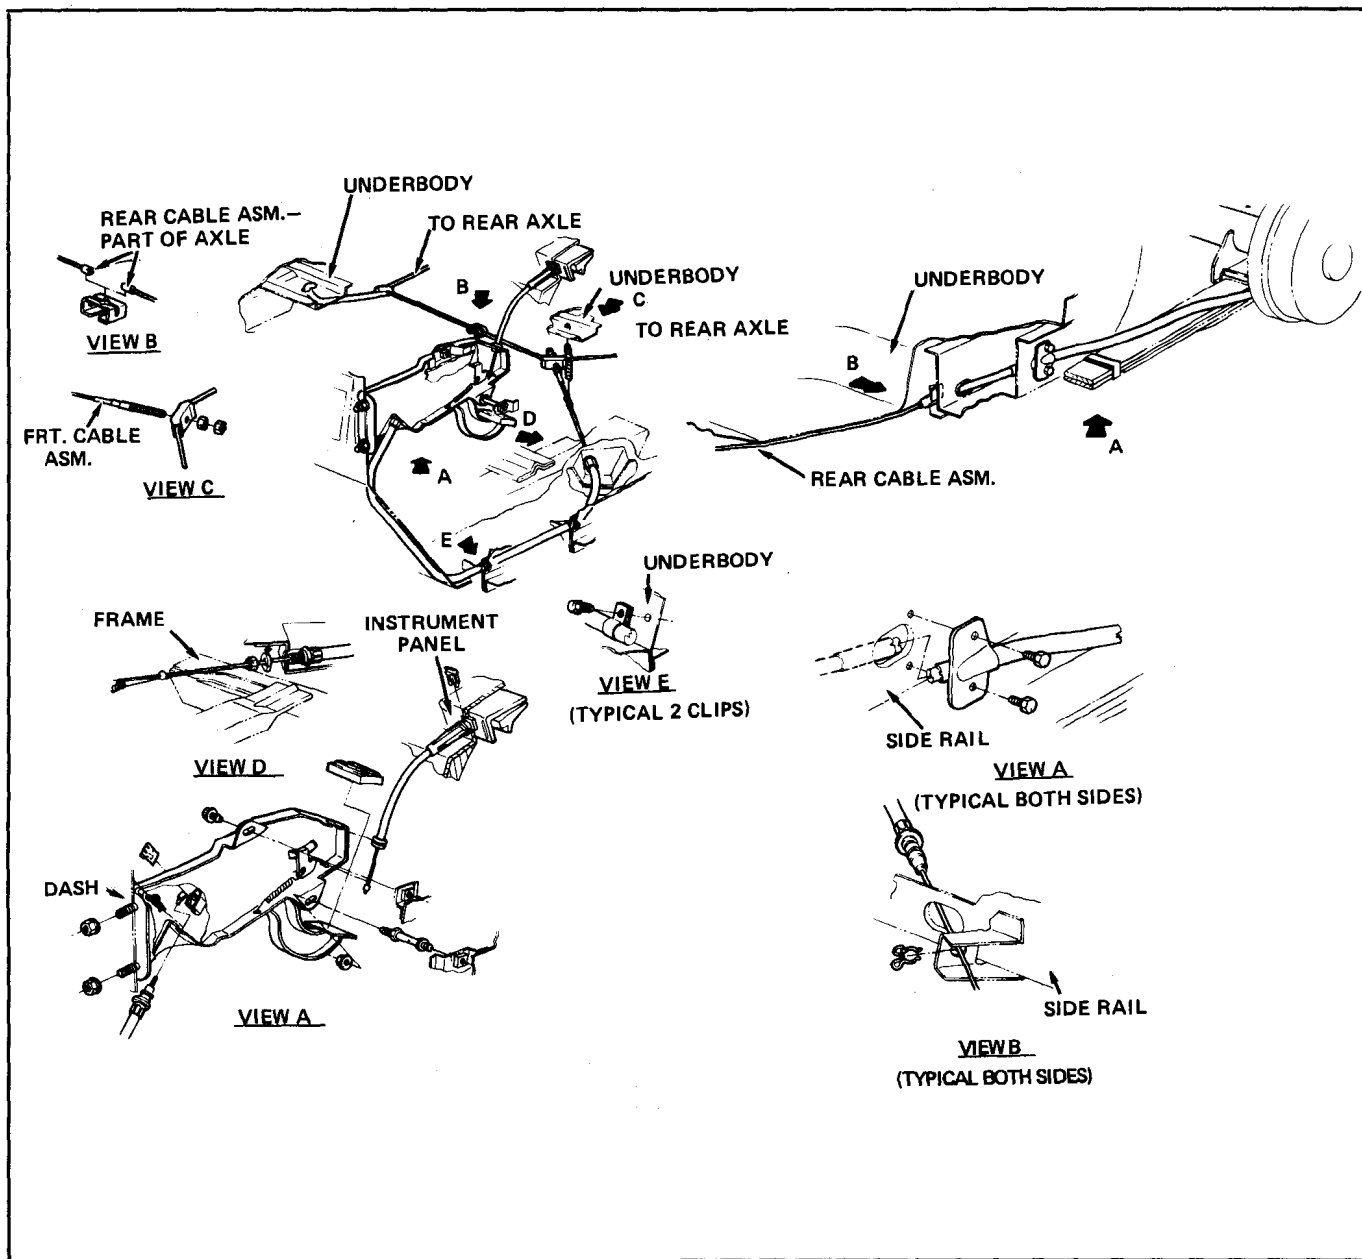 UNDERBODY
REAR CABLE ASM.–
PART OF AXLE
TO REAR AXLE
B
UNDERBODY
C
TO REAR AXLE
VIEW B
FRT. CABLE
ASM.
VIEW C
D
A
E
UNDERBODY
B
A
REAR CABLE ASM.
FRAME
VIEW D
INSTRUMENT
PANEL
UNDERBODY
VIEW E
(TYPICAL 2 CLIPS)
SIDE RAIL
VIEW A
(TYPICAL BOTH SIDES)
DASH
VIEW A
SIDE RAIL
VIEW B
(TYPICAL BOTH SIDES)